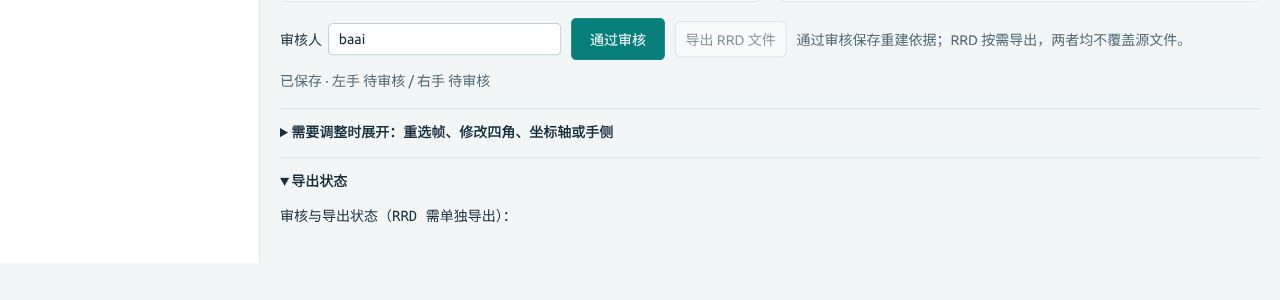 审核人 baai 通过审核 导出 RRD 文件 通过审核保存重建依据；RRD 按需导出，两者均不覆盖源文件。
已保存 · 左手 待审核 / 右手 待审核
▶ 需要调整时展开：重选帧、修改四角、坐标轴或手侧
▼ 导出状态
审核与导出状态（RRD 需单独导出）：